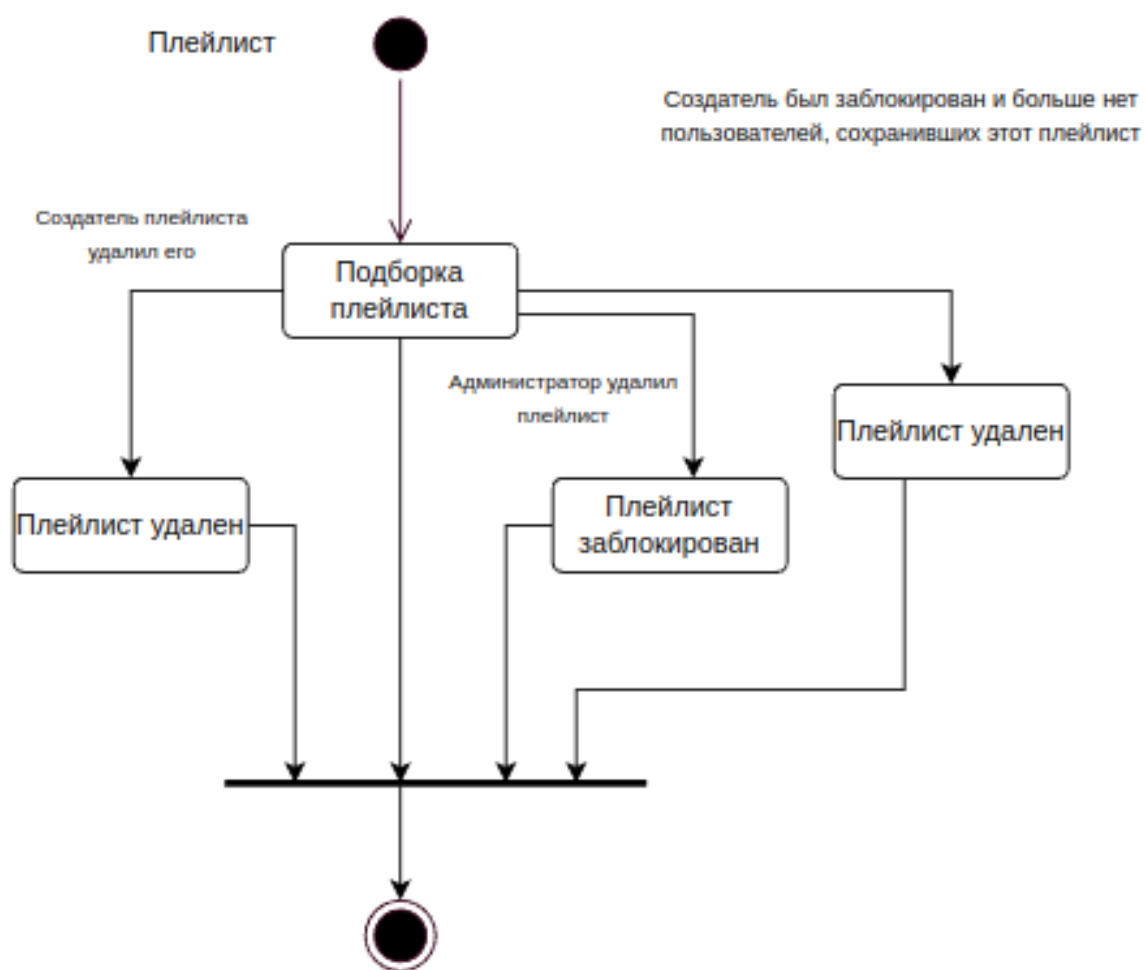 Плейлист
Создатель был заблокирован и больше нет
пользователей, сохранивших этот плейлист
Создатель плейлиста
удалил его
Подборка
плейлиста
Администратор удалил
плейлист
Плейлист удален
Плейлист удален
Плейлист
заблокирован